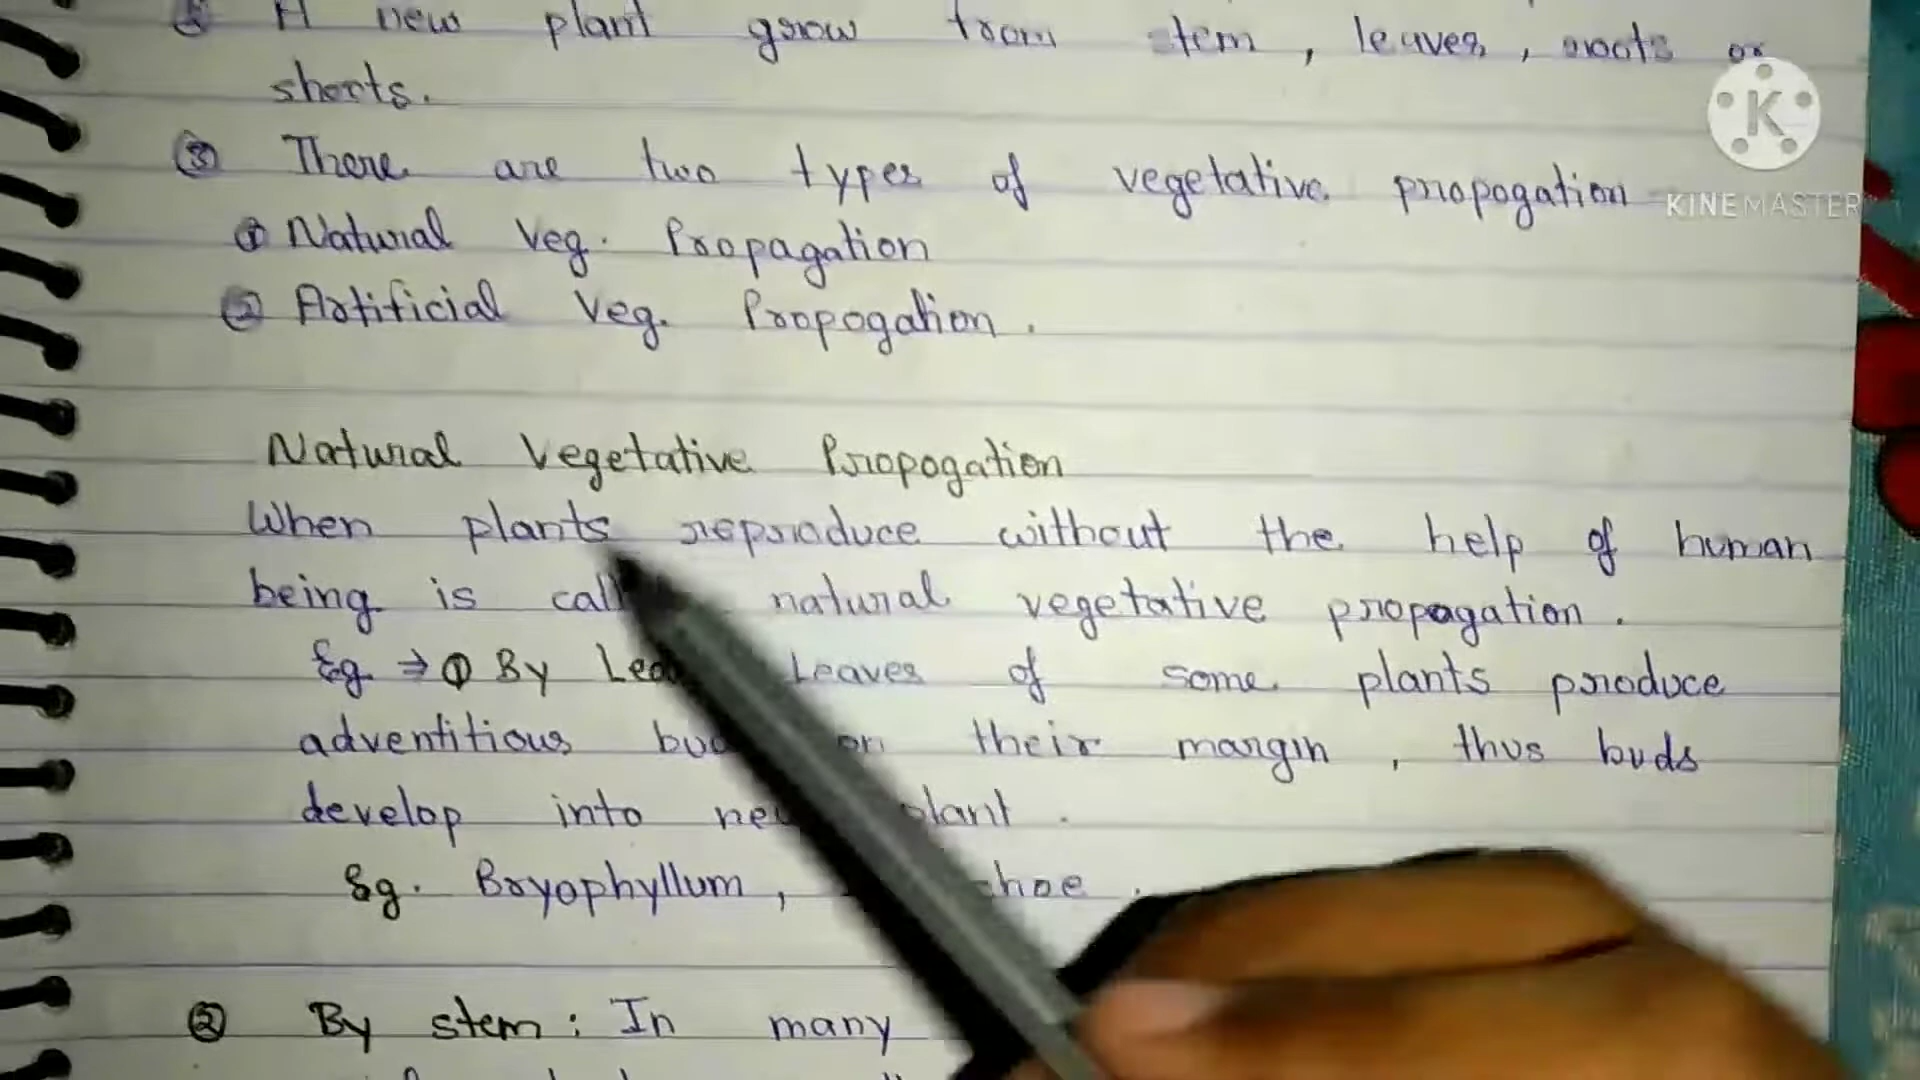 A new plant grow from stem, leaves, roots or
shoots.
③ There are two types of vegetative propogation
① Natural Veg. Propagation
② Artificial Veg. Propogation.
Natural Vegetative Propogation
When plants reproduce without the help of human
being is natural vegetative propagation.
Eg. ⇒ ① By Leaves of some plants produce
adventitious on their margin, thus buds
develop into plant.
Eg. Bryophyllum,
② By stem: In many
K
KINEMASTER